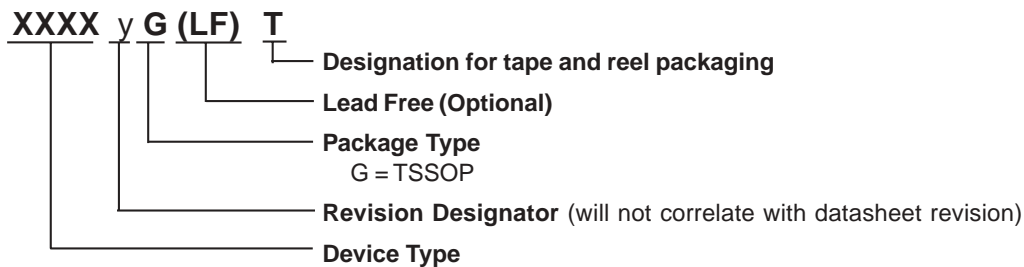 XXXX y G (LF) T
Designation for tape and reel packaging
Lead Free (Optional)
Package Type
G = TSSOP
Revision Designator (will not correlate with datasheet revision)
Device Type